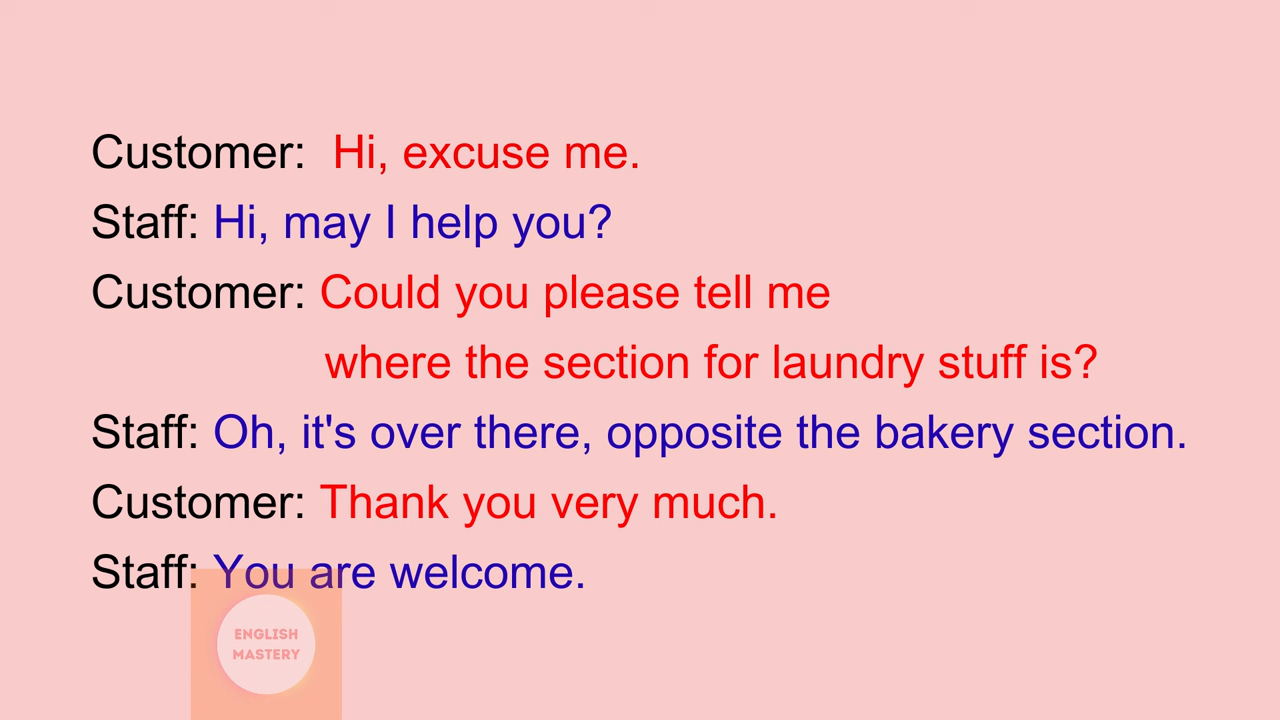 Customer: Hi, excuse me.
Staff: Hi, may I help you?
Customer: Could you please tell me
where the section for laundry stuff is?
Staff: Oh, it's over there, opposite the bakery section.
Customer: Thank you very much.
Staff: You are welcome.
ENGLISH
MASTERY